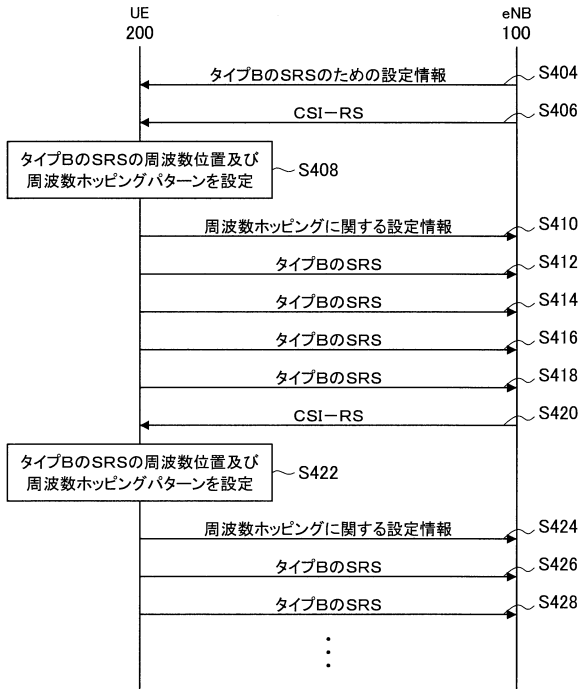 UE
200
eNB
100
タイプBのSRSのための設定情報
S404
CSI-RS
S406
タイプBのSRSの周波数位置及び
周波数ホッピングパターンを設定
S408
周波数ホッピングに関する設定情報
S410
タイプBのSRS
S412
タイプBのSRS
S414
タイプBのSRS
S416
タイプBのSRS
S418
CSI-RS
S420
タイプBのSRSの周波数位置及び
周波数ホッピングパターンを設定
S422
周波数ホッピングに関する設定情報
S424
タイプBのSRS
S426
タイプBのSRS
S428